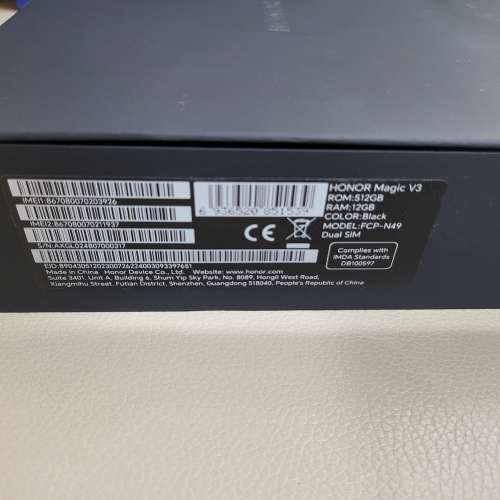 HONOR
IMEI1:867080070203926
IMEI2:867080070211937
S/N:AXGL024807000317
EID:89043051202300726224003093397681
Made in China Honor Device Co., Ltd. Website: www.honor.com
Suite 3401, Unit A, Building 6, Shum Yip Sky Park, No. 8089, Hongli West Road,
Xiangmihu Street, Futian District, Shenzhen, Guangdong 518040, People's Republic of China
HONOR Magic V3
ROM:512GB
RAM:12GB
COLOR:Black
MODEL:FCP-N49
Dual SIM
CE
Complies with
IMDA Standards
DB100597